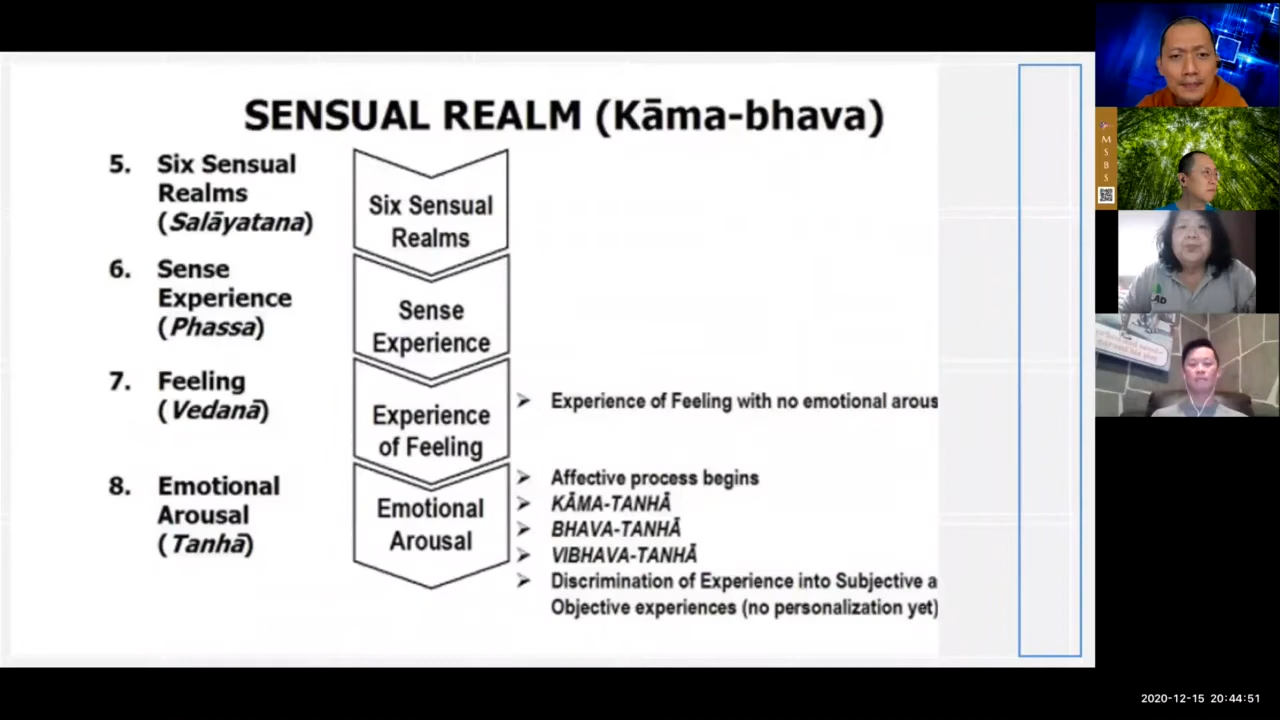 SENSUAL REALM (Kāma-bhava)
5. Six Sensual
Realms
(Salāyatana)
Six Sensual
Realms
6. Sense
Experience
(Phassa)
Sense
Experience
7. Feeling
(Vedanā)
Experience
of Feeling
➢ Experience of Feeling with no emotional arous
8. Emotional
Arousal
(Tanhā)
Emotional
Arousal
➢ Affective process begins
➢ KĀMA-TANHĀ
➢ BHAVA-TANHĀ
➢ VIBHAVA-TANHĀ
➢ Discrimination of Experience into Subjective a
Objective experiences (no personalization yet)
M
S
B
S
LAD
2020-12-15 20:44:51